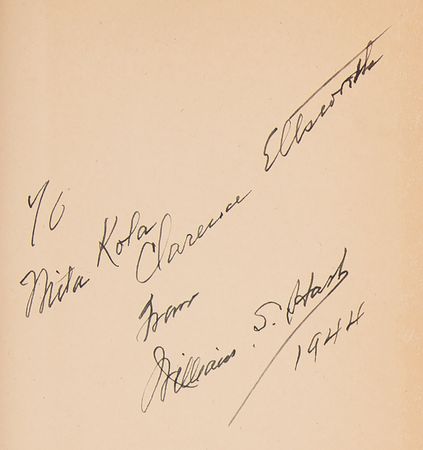 To
Mita Kola Clarence Ellsworth
From
William S. Hart
1944